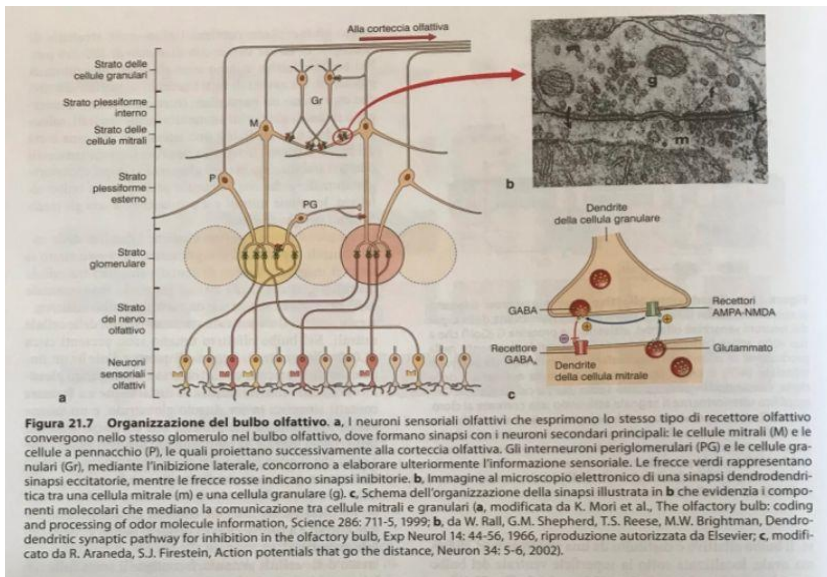 Alla corteccia olfattiva
Strato delle
cellule granulari
Strato plessiforme
interno
Strato delle
cellule mitrali
Strato
plessiforme
esterno
Strato
glomerulare
Strato
del nervo
olfattivo
Neuroni
sensoriali
olfattivi
Gr
M
P
PG
a
g
f
m
b
Dendrite
della cellula granulare
GABA
Recettori
AMPA-NMDA
Recettore
GABAA
Glutammato
Dendrite
della cellula mitrale
c
Figura 21.7 Organizzazione del bulbo olfattivo. a, I neuroni sensoriali olfattivi che esprimono lo stesso tipo di recettore olfattivo
convergono nello stesso glomerulo nel bulbo olfattivo, dove formano sinapsi con i neuroni secondari principali: le cellule mitrali (M) e le
cellule a pennacchio (P), le quali proiettano successivamente alla corteccia olfattiva. Gli interneuroni periglomerulari (PG) e le cellule gra-
nulari (Gr), mediante l'inibizione laterale, concorrono a elaborare ulteriormente l'informazione sensoriale. Le frecce verdi rappresentano
sinapsi eccitatorie, mentre le frecce rosse indicano sinapsi inibitorie. b, Immagine al microscopio elettronico di una sinapsi dendrodendri-
tica tra una cellula mitrale (m) e una cellula granulare (g). c, Schema dell'organizzazione della sinapsi illustrata in b che evidenzia i compo-
nenti molecolari che mediano la comunicazione tra cellule mitrali e granulari (a, modificata da K. Mori et al., The olfactory bulb: coding
and processing of odor molecule information, Science 286: 711-5, 1999; b, da W. Rall, G.M. Shepherd, T.S. Reese, M.W. Brightman, Dendro-
dendritic synaptic pathway for inhibition in the olfactory bulb, Exp Neurol 14: 44-56, 1966, riproduzione autorizzata da Elsevier; c, modifi-
cato da R. Araneda, S.J. Firestein, Action potentials that go the distance, Neuron 34: 5-6, 2002).